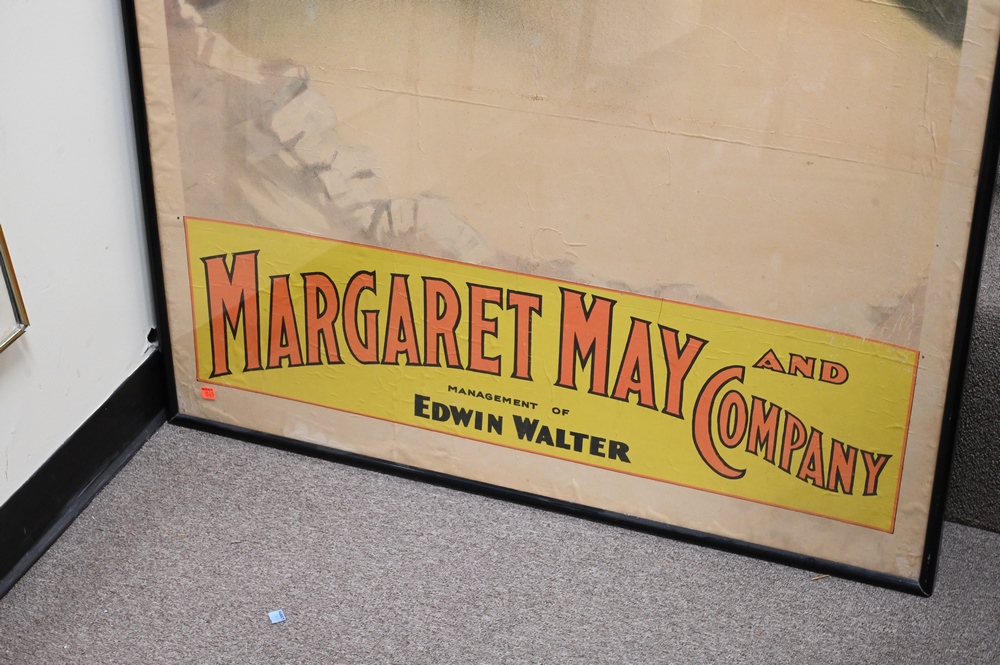 MARGARET MAY AND
COMPANY
MANAGEMENT OF
EDWIN WALTER